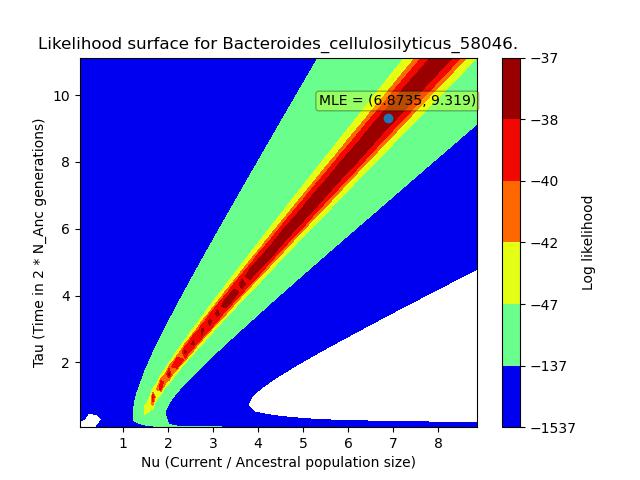 Likelihood surface for Bacteroides_cellulosilyticus_58046.
MLE = (6.8735, 9.319)
10
8
6
4
2
Tau (Time in 2 * N_Anc generations)
1 2 3 4 5 6 7 8
Nu (Current / Ancestral population size)
−37
−38
−40
−42
−47
−137
−1537
Log likelihood